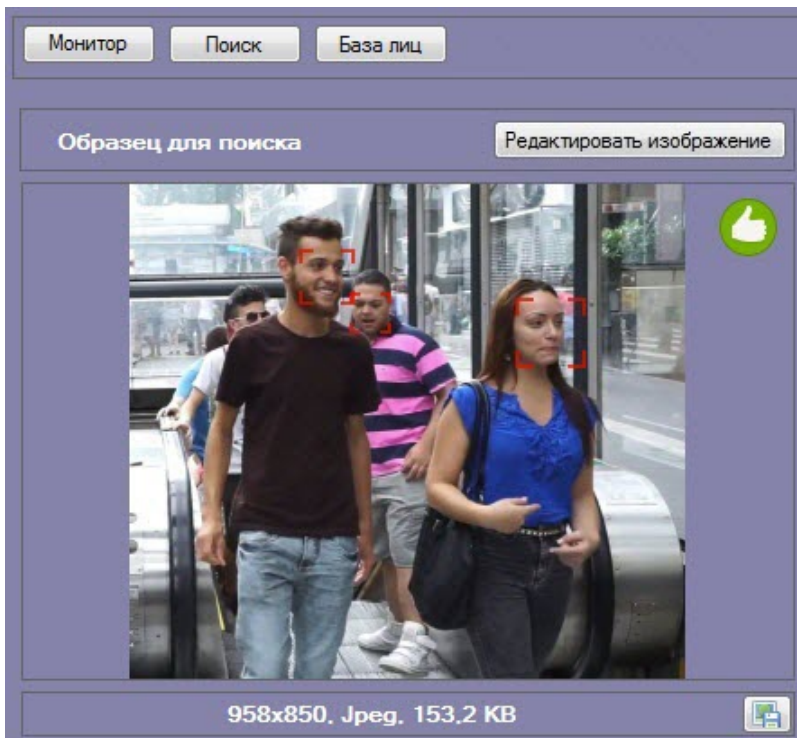 Монитор
Поиск
База лиц
Образец для поиска
Редактировать изображение
958x850, Jpeg, 153,2 KB